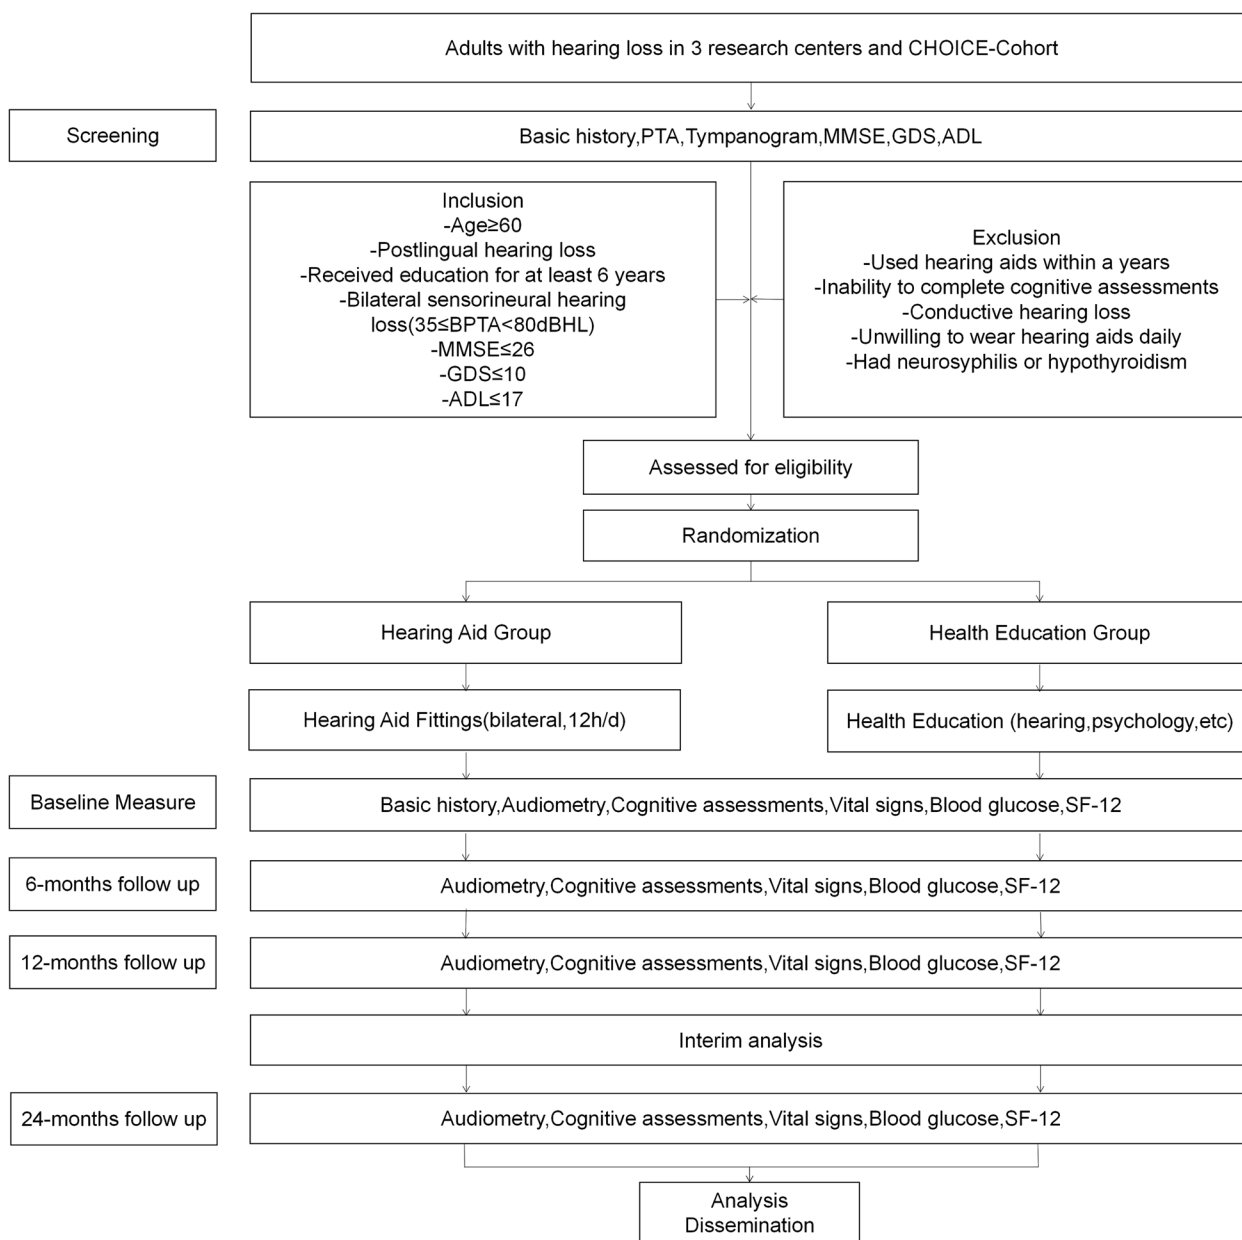 Adults with hearing loss in 3 research centers and CHOICE-Cohort
Screening
Basic history,PTA,Tympanogram,MMSE,GDS,ADL
Inclusion
-Age≥60
-Postlingual hearing loss
-Received education for at least 6 years
-Bilateral sensorineural hearing
loss(35≤BPTA<80dBHL)
-MMSE≤26
-GDS≤10
-ADL≤17
Exclusion
-Used hearing aids within a years
-Inability to complete cognitive assessments
-Conductive hearing loss
-Unwilling to wear hearing aids daily
-Had neurosyphilis or hypothyroidism
Assessed for eligibility
Randomization
Hearing Aid Group
Health Education Group
Hearing Aid Fittings(bilateral,12h/d)
Health Education (hearing,psychology,etc)
Baseline Measure
Basic history,Audiometry,Cognitive assessments,Vital signs,Blood glucose,SF-12
6-months follow up
Audiometry,Cognitive assessments,Vital signs,Blood glucose,SF-12
12-months follow up
Audiometry,Cognitive assessments,Vital signs,Blood glucose,SF-12
Interim analysis
24-months follow up
Audiometry,Cognitive assessments,Vital signs,Blood glucose,SF-12
Analysis
Dissemination